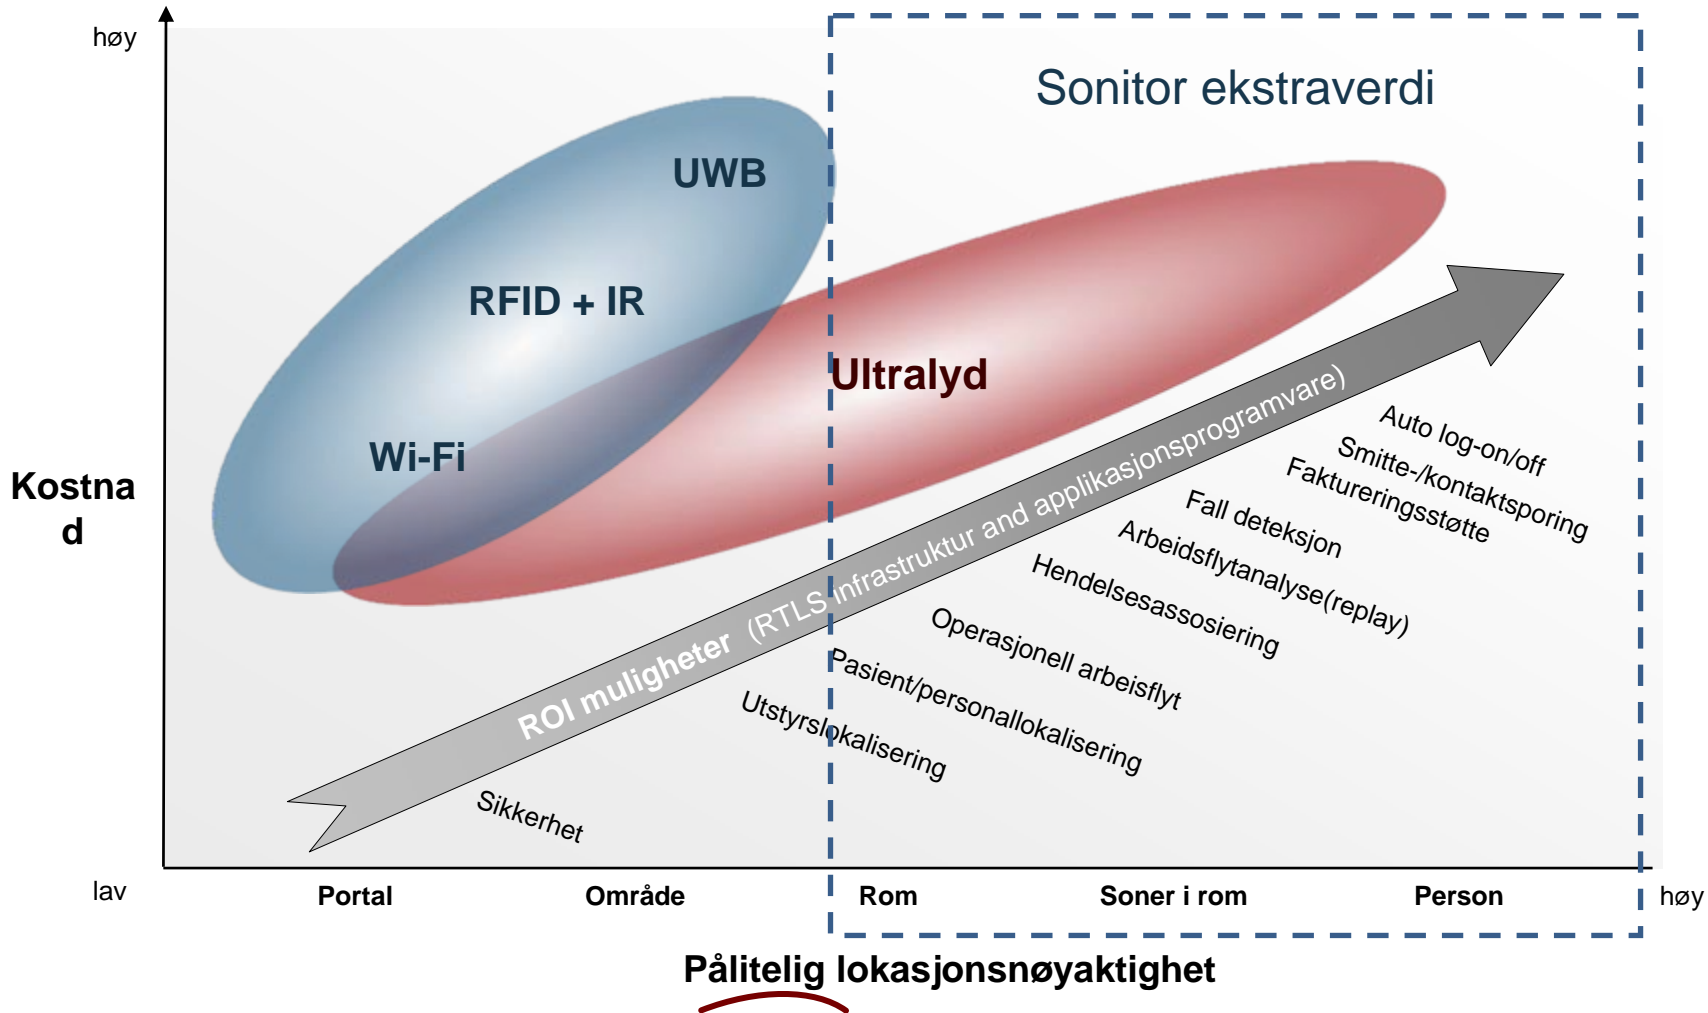 høy
Sonitor ekstraverdi
UWB
RFID + IR
Ultralyd
Wi-Fi
Kostna
d
ROI muligheter (RTLS infrastruktur and applikasjonsprogramvare)
Auto log-on/off
Smitte-/kontaktsporing
Faktureringsstøtte
Fall deteksjon
Arbeidsflytanalyse(replay)
Hendelsesassosiering
Operasjonell arbeisflyt
Pasient/personallokalisering
Utstyrslokalisering
Sikkerhet
lav
Portal
Område
Rom
Soner i rom
Person
høy
Pålitelig lokasjonsnøyaktighet